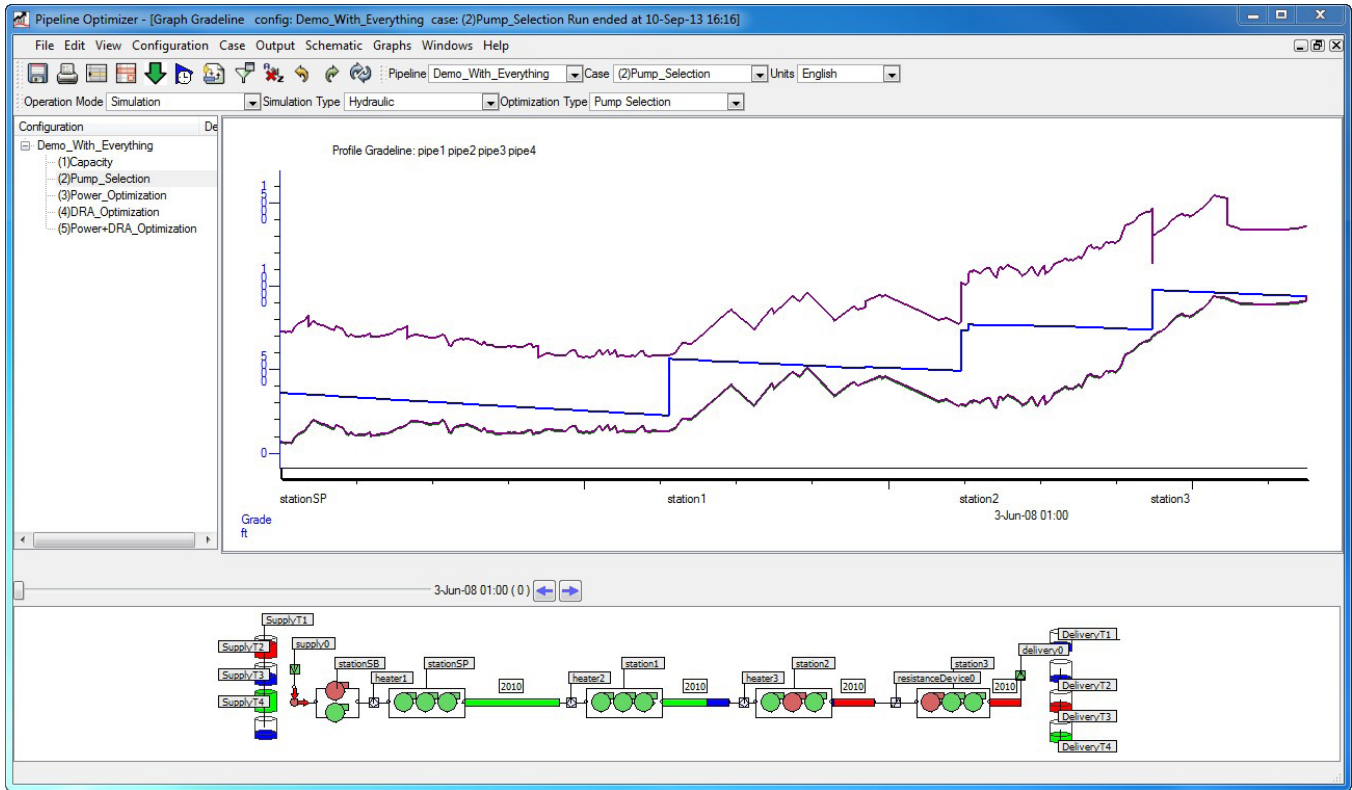 Pipeline Optimizer - [Graph Gradeline config: Demo_With_Everything case: (2)Pump_Selection Run ended at 10-Sep-13 16:16]
File Edit View Configuration Case Output Schematic Graphs Windows Help
Pipeline Demo_With_Everything Case (2)Pump_Selection Units English
Operation Mode Simulation Simulation Type Hydraulic Optimization Type Pump Selection
Configuration De
Demo_With_Everything
(1)Capacity
(2)Pump_Selection
(3)Power_Optimization
(4)DRA_Optimization
(5)Power+DRA_Optimization
Profile Gradeline: pipe1 pipe2 pipe3 pipe4
1500
1000
500
0
stationSP station1 station2 station3
Grade
ft
3-Jun-08 01:00
3-Jun-08 01:00 ( 0 )
SupplyT1
SupplyT2
SupplyT3
SupplyT4
supply0
stationSB
heater1
stationSP
2010
heater2
station1
2010
heater3
station2
2010
resistanceDevice0
station3
2010
delivery0
DeliveryT1
DeliveryT2
DeliveryT3
DeliveryT4